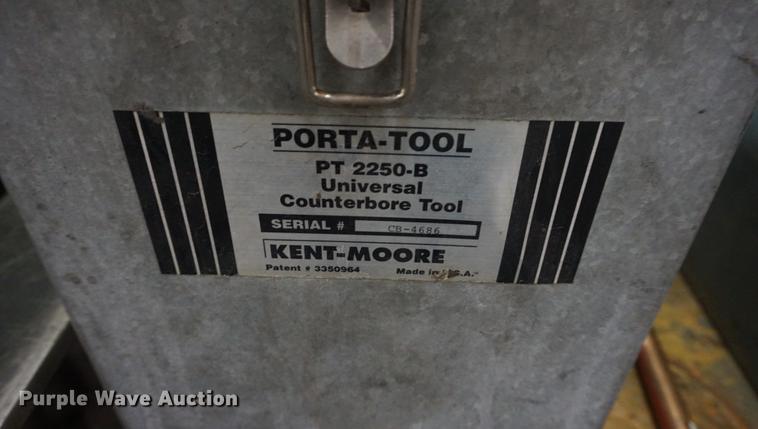 PORTA-TOOL
PT 2250-B
Universal
Counterbore Tool
SERIAL # CB-4686
KENT-MOORE
Patent # 3350964 Made in U.S.A.
Purple Wave Auction